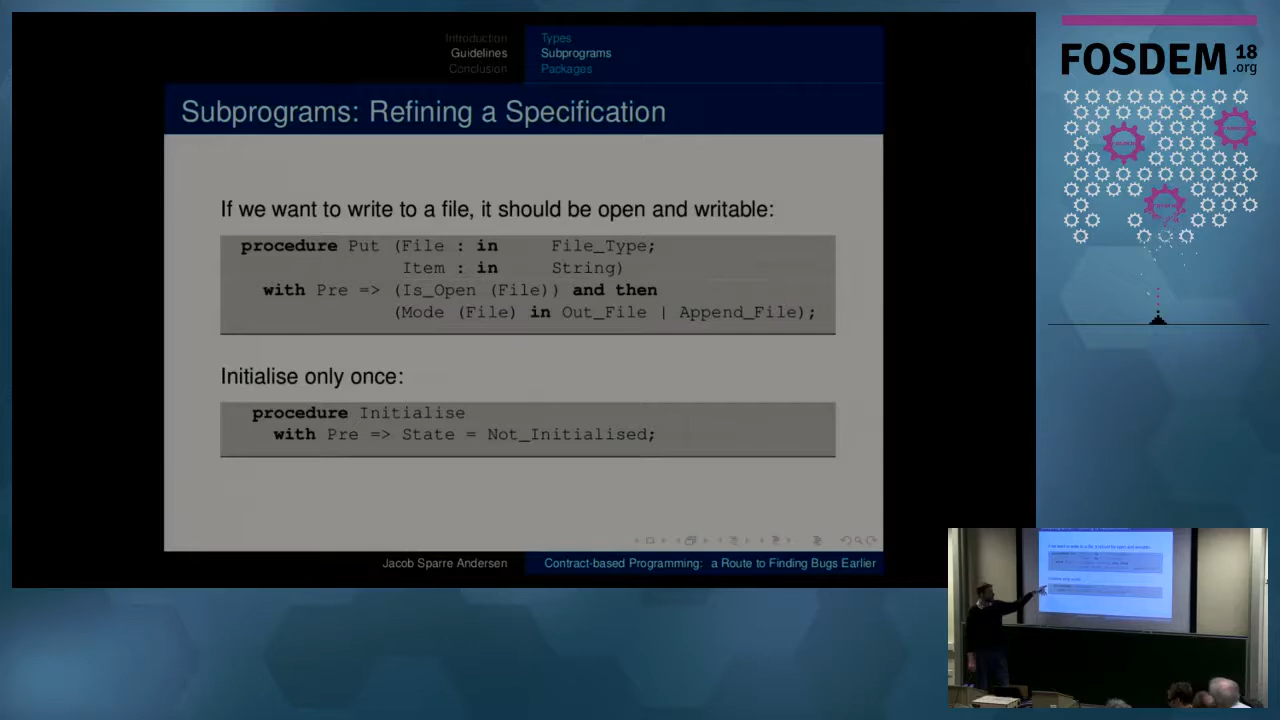 Introduction
Guidelines
Conclusion
Types
Subprograms
Packages
Subprograms: Refining a Specification
If we want to write to a file, it should be open and writable:
procedure Put (File : in File_Type;
Item : in String)
with Pre => (Is_Open (File)) and then
(Mode (File) in Out_File | Append_File);
Initialise only once:
procedure Initialise
with Pre => State = Not_Initialised;
Jacob Sparre Andersen
Contract-based Programming: a Route to Finding Bugs Earlier
FOSDEM 18
.org